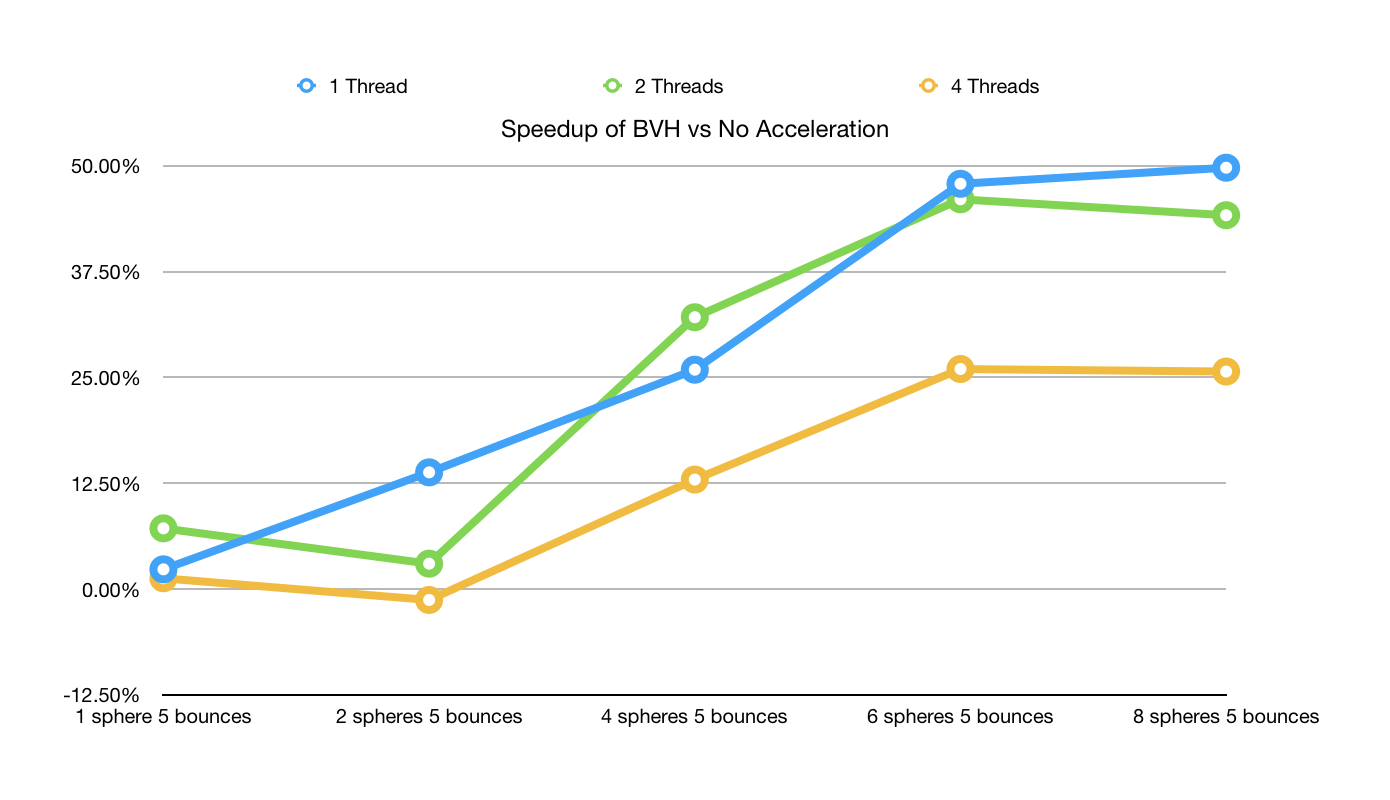 1 Thread
2 Threads
4 Threads
Speedup of BVH vs No Acceleration
50.00%
37.50%
25.00%
12.50%
0.00%
-12.50%
1 sphere 5 bounces
2 spheres 5 bounces
4 spheres 5 bounces
6 spheres 5 bounces
8 spheres 5 bounces